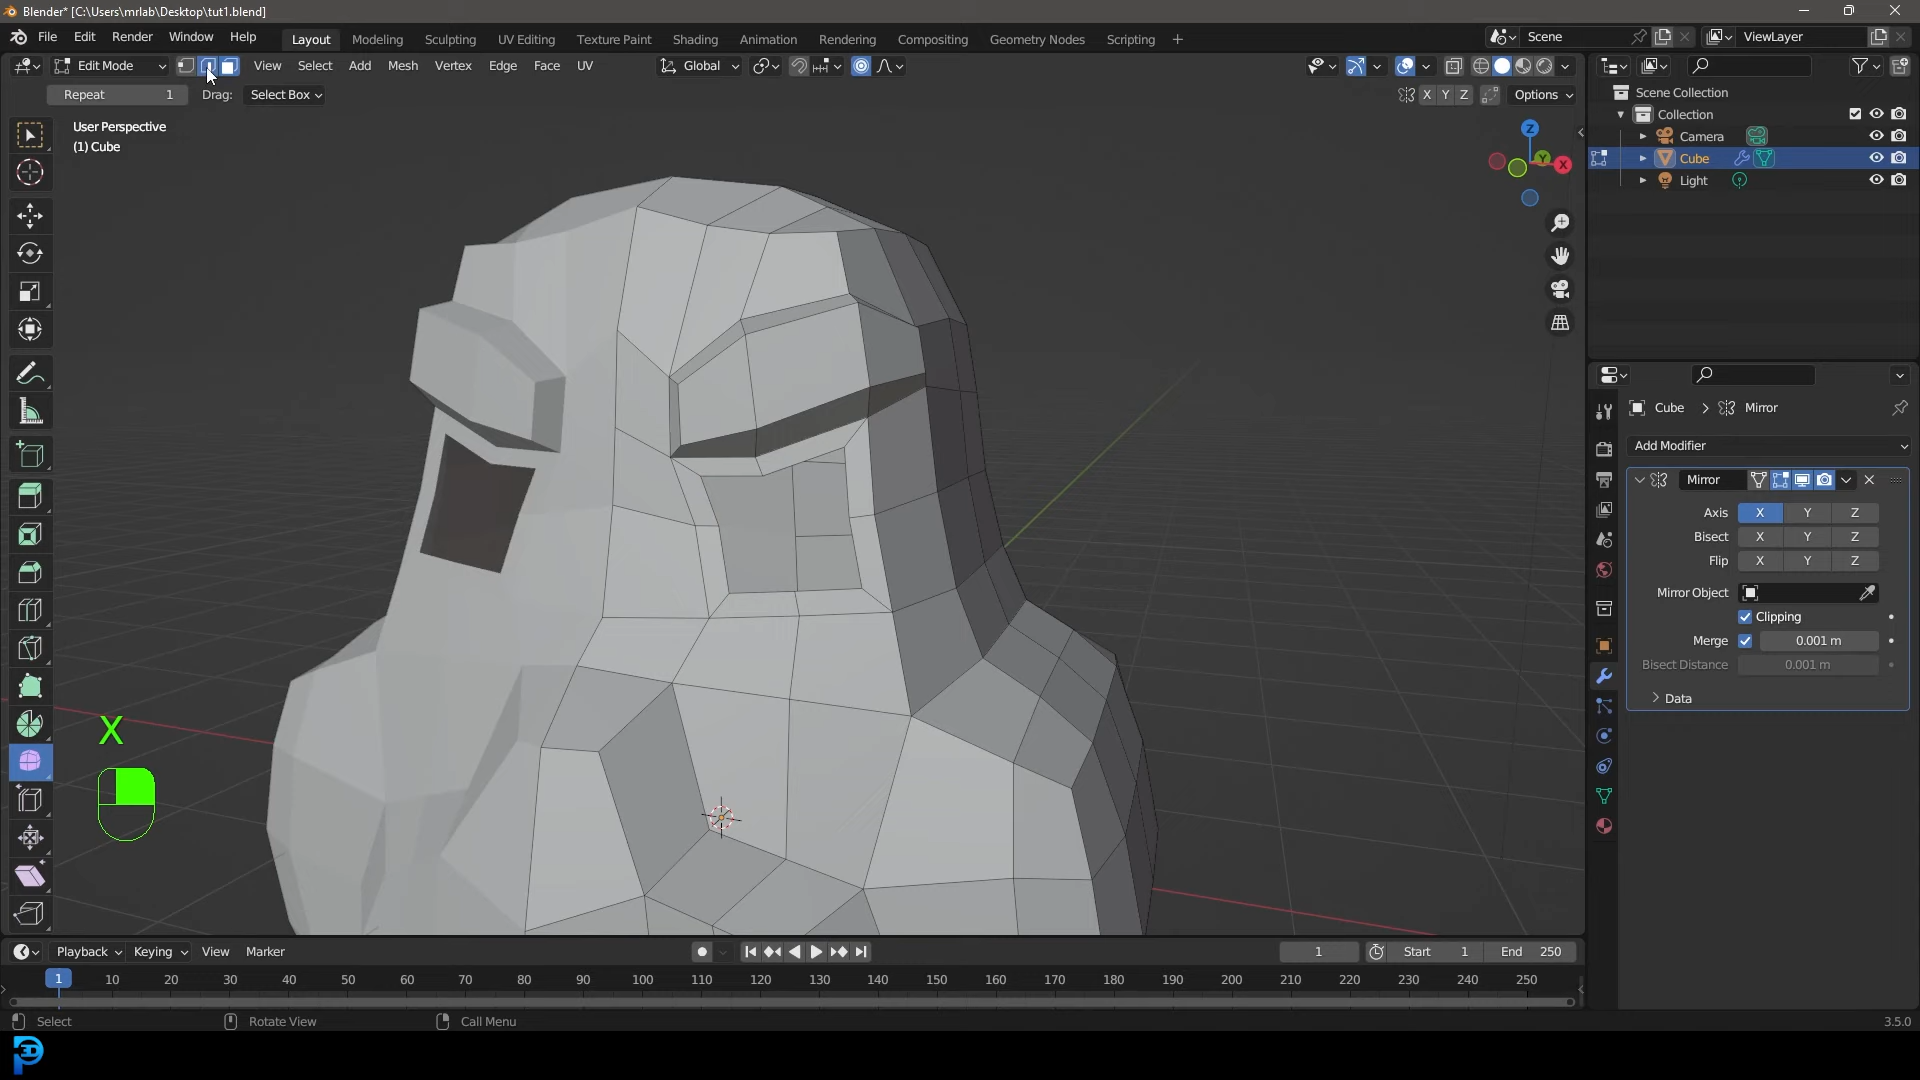 Blender* [C:\Users\mrlab\Desktop\tut1.blend]
File Edit Render Window Help Layout Modeling Sculpting UV Editing Texture Paint Shading Animation Rendering Compositing Geometry Nodes Scripting + Scene ViewLayer
Edit Mode View Select Add Mesh Vertex Edge Face UV Global
Repeat 1 Drag: Select Box X Y Z Options
User Perspective
(1) Cube
Z
Y
X
X
Scene Collection
Collection
Camera
Cube
Light
Cube > Mirror
Add Modifier
Mirror
Axis X Y Z
Bisect X Y Z
Flip X Y Z
Mirror Object
Clipping
Merge 0.001 m
Bisect Distance 0.001 m
Data
Playback Keying View Marker 1 Start 1 End 250
1 10 20 30 40 50 60 70 80 90 100 110 120 130 140 150 160 170 180 190 200 210 220 230 240 250
Select Rotate View Call Menu 3.5.0